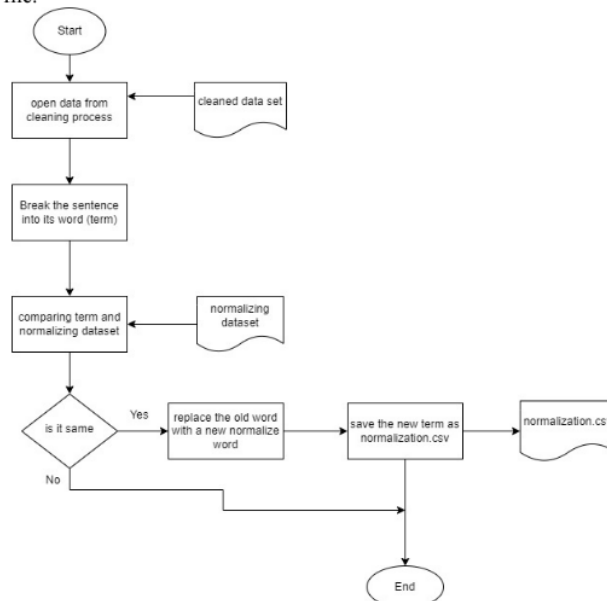 Start
open data from
cleaning process
cleaned data set
Break the sentence
into its word (term)
comparing term and
normalizing dataset
normalizing
dataset
is it same
Yes
replace the old word
with a new normalize
word
save the new term as
normalization.csv
normalization.cs
No
End